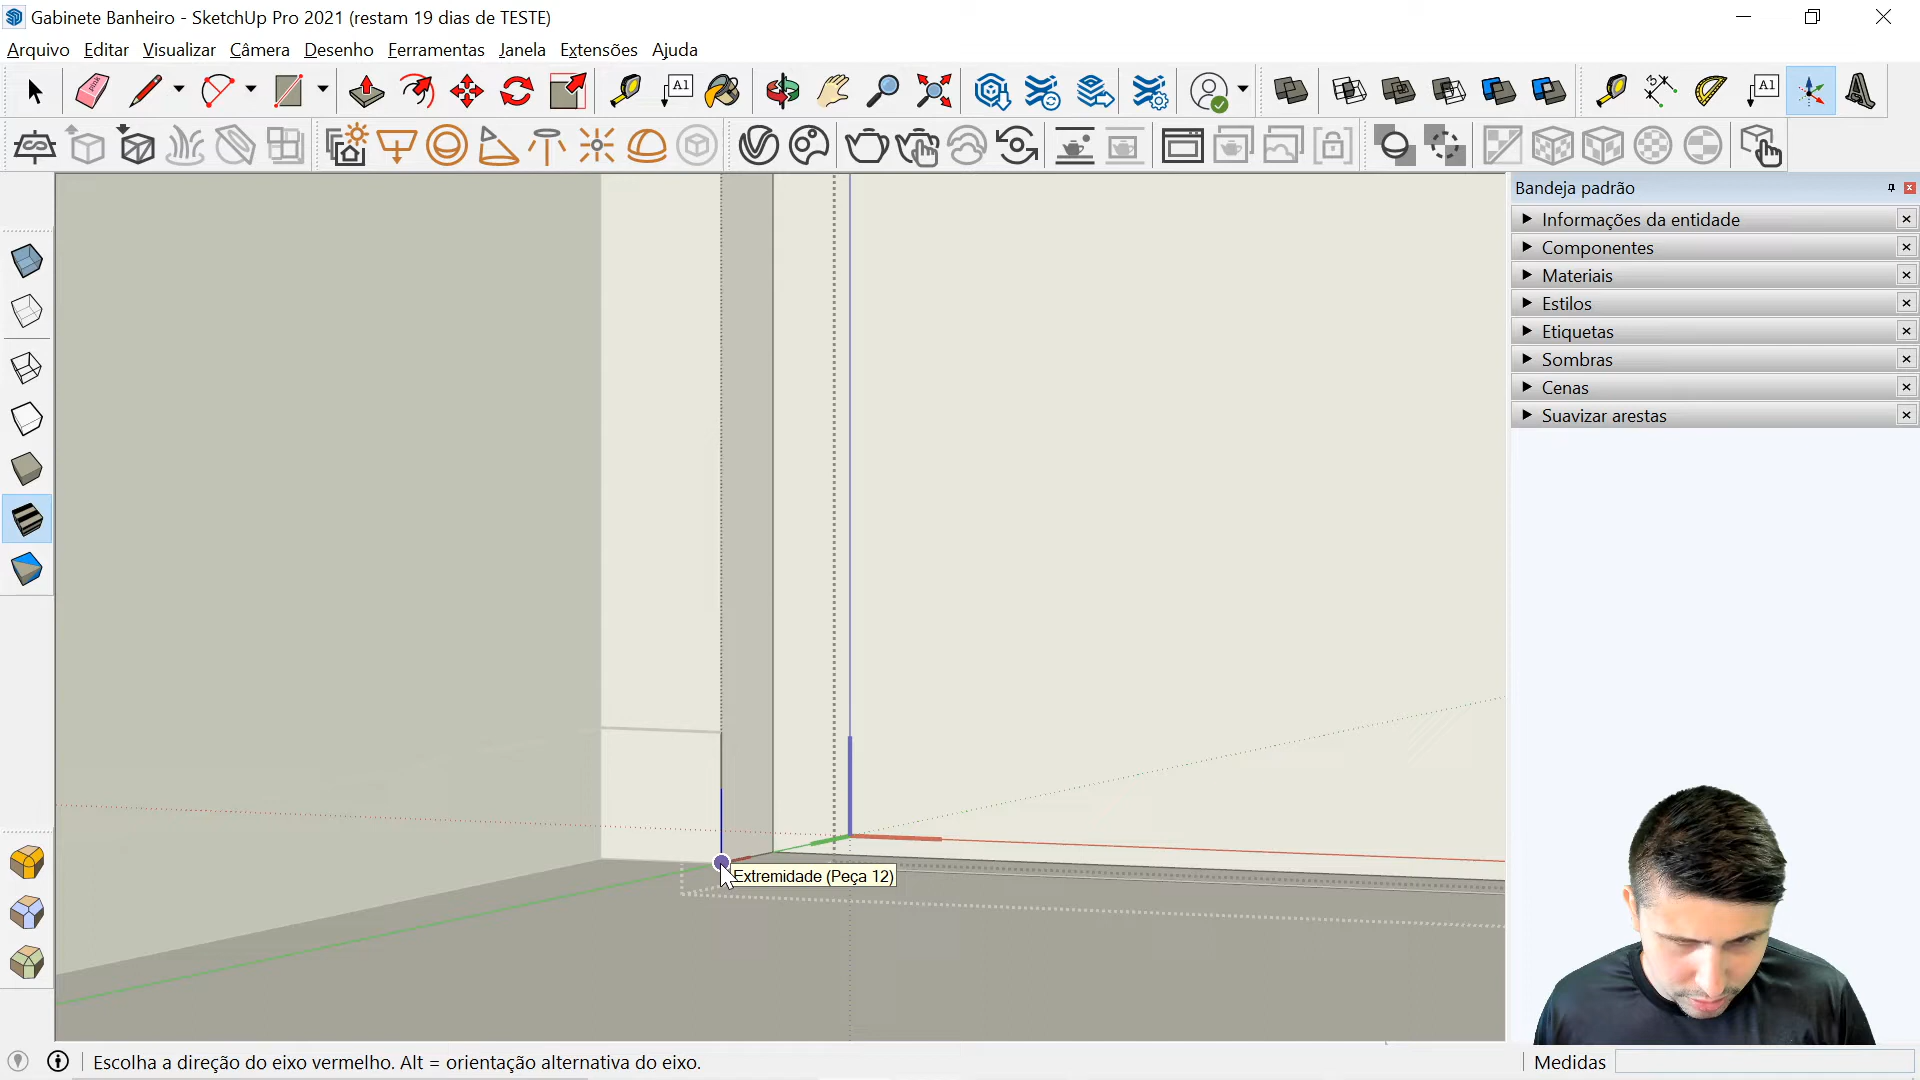 Gabinete Banheiro - SketchUp Pro 2021 (restam 19 dias de TESTE)
Arquivo Editar Visualizar Câmera Desenho Ferramentas Janela Extensões Ajuda
A1
A1
Bandeja padrão
Informações da entidade
Componentes
Materiais
Estilos
Etiquetas
Sombras
Cenas
Suavizar arestas
Extremidade (Peça 12)
Escolha a direção do eixo vermelho. Alt = orientação alternativa do eixo.
Medidas